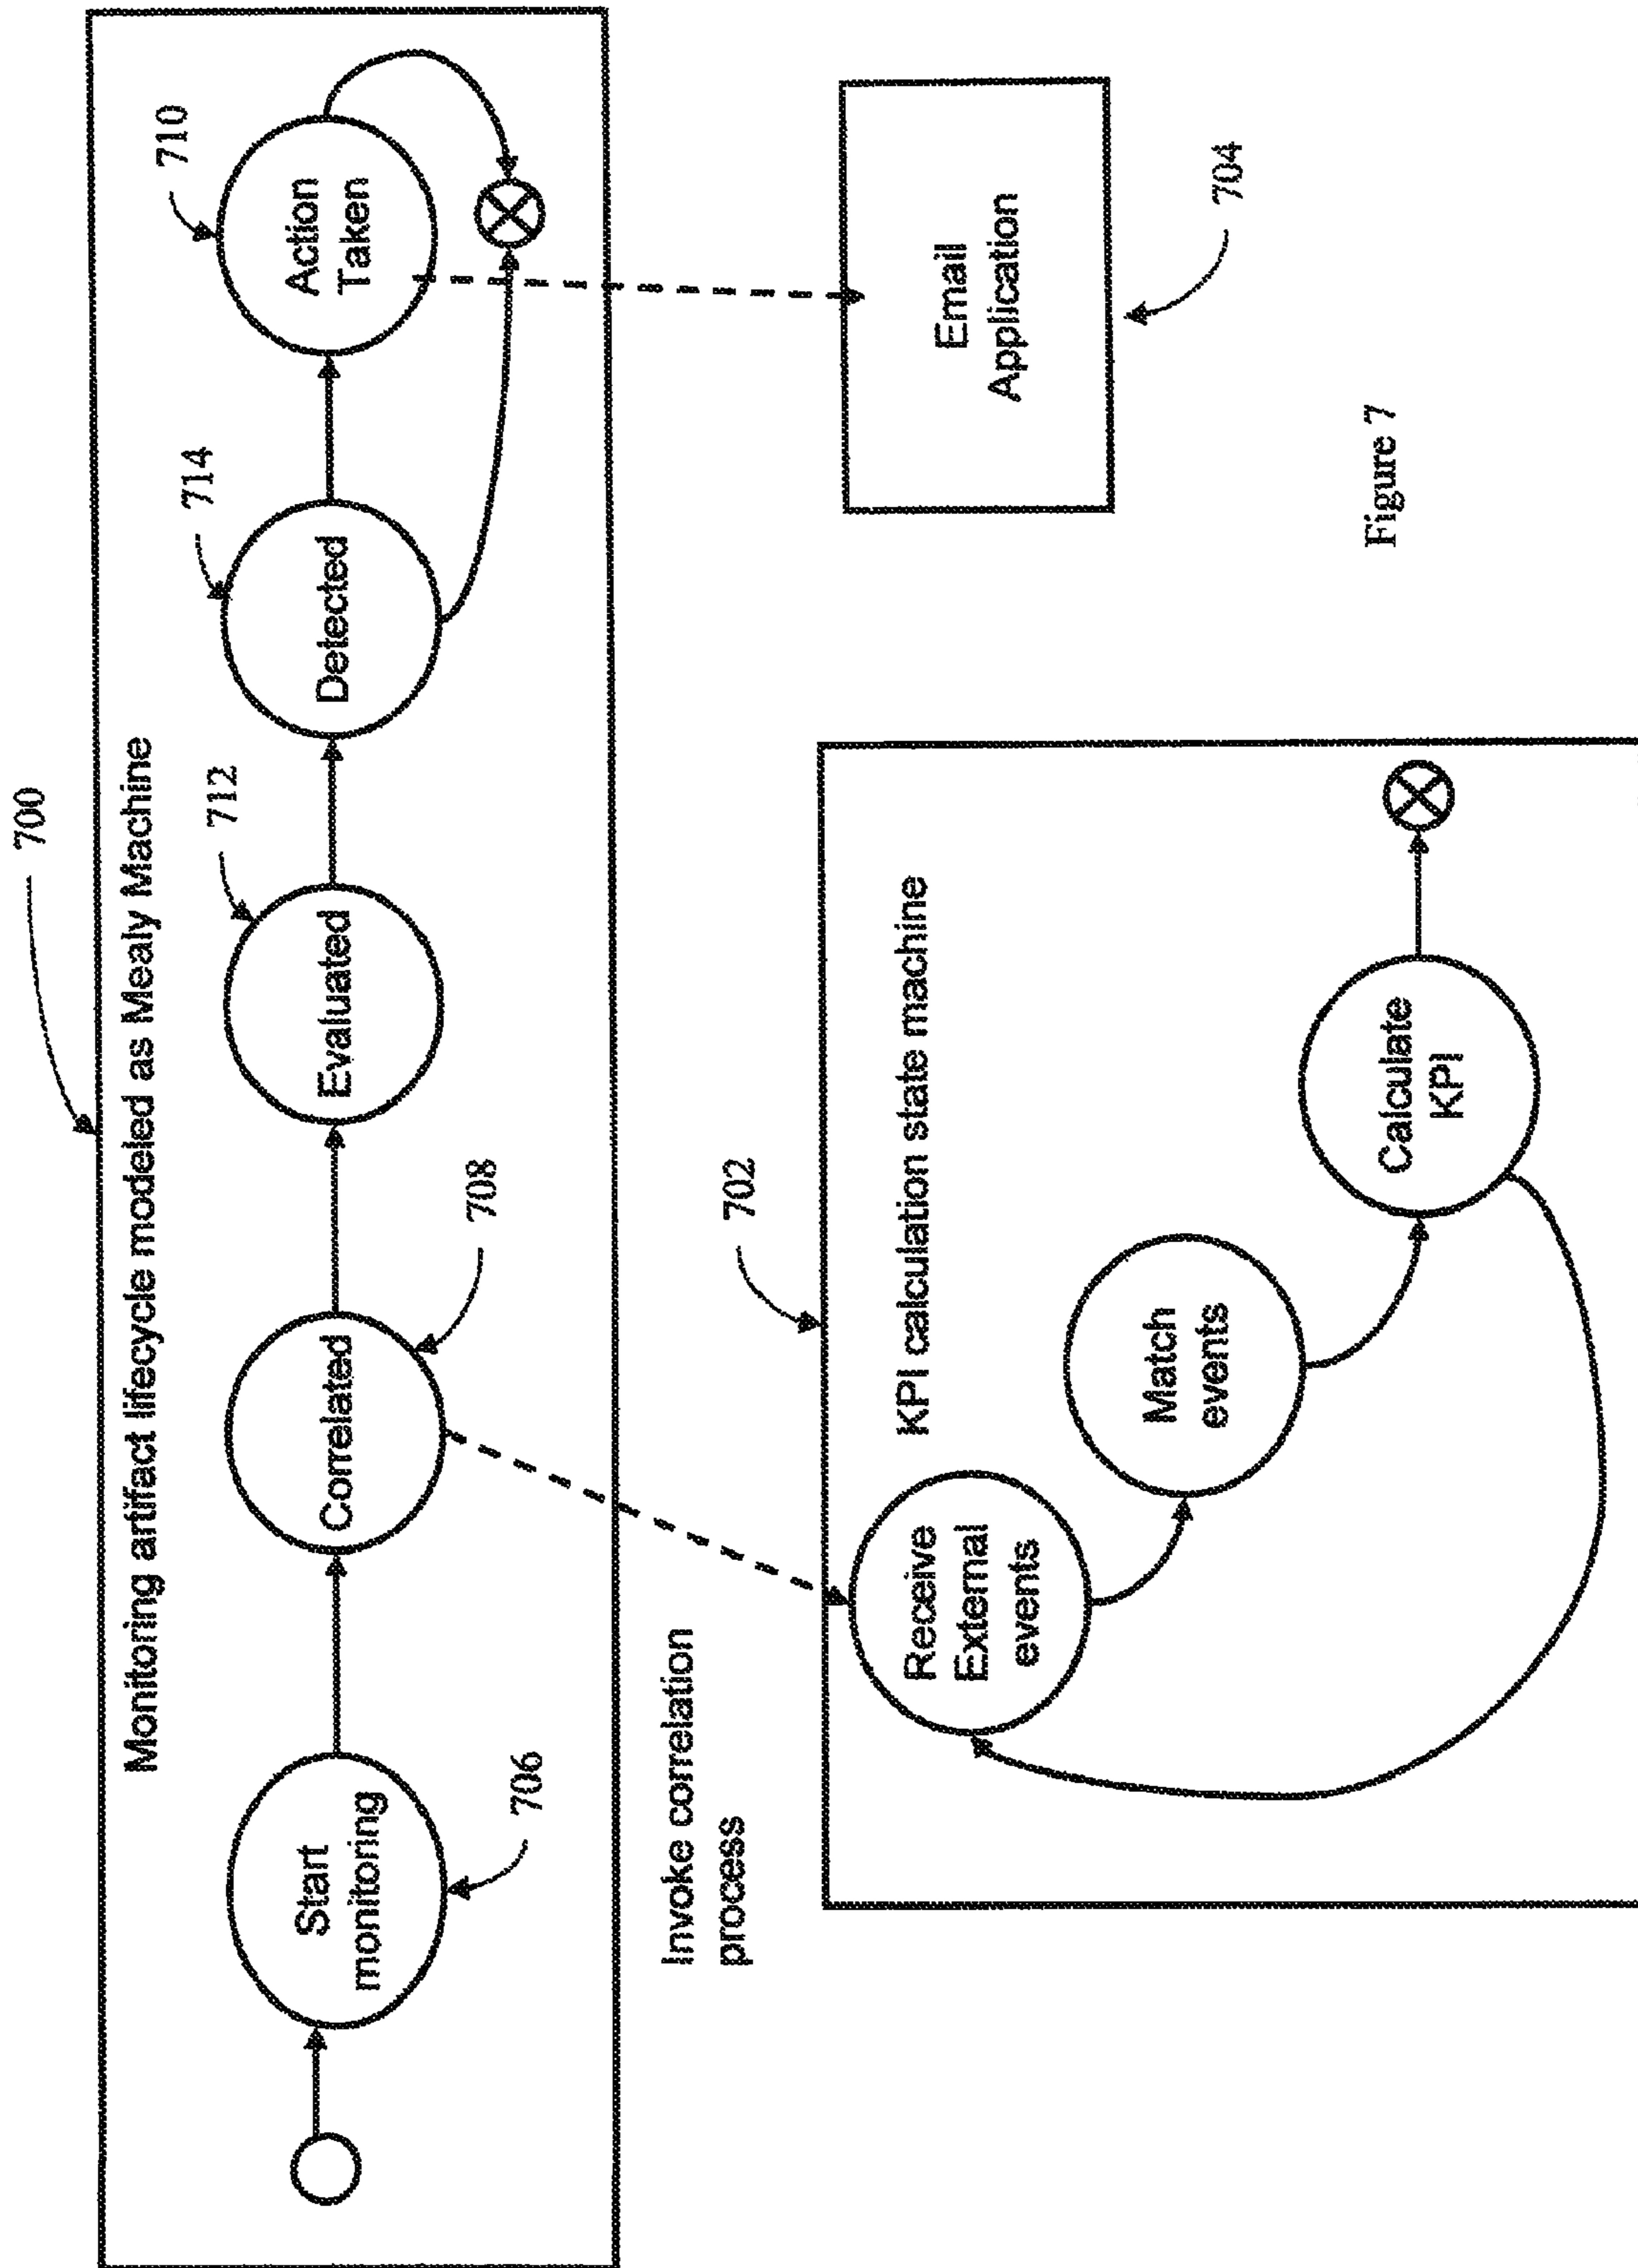 700
Monitoring artifact lifecycle modeled as Mealy Machine
Start
monitoring
706
Correlated
708
Evaluated
712
Detected
714
Action
Taken
710
Invoke correlation
process
702
KPI calculation state machine
Receive
External
events
Match
events
Calculate
KPI
Email
Application
704
Figure 7